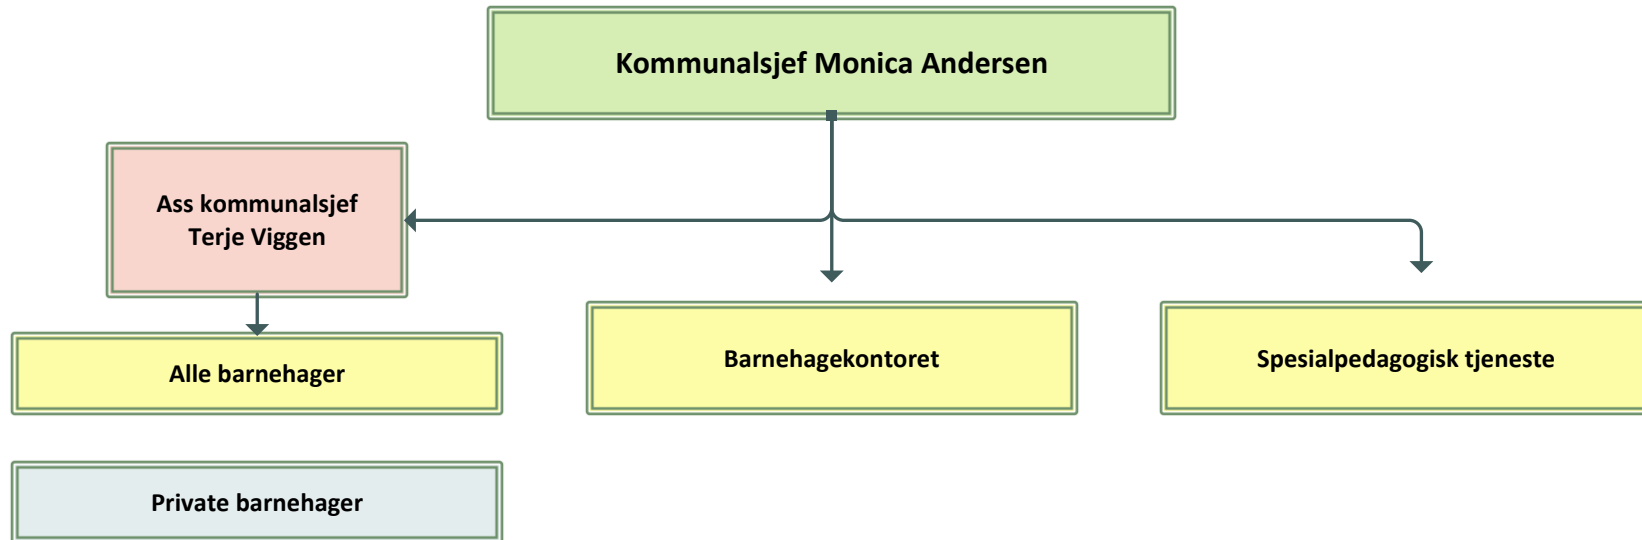 Kommunalsjef Monica Andersen
Ass kommunalsjef
Terje Viggen
Alle barnehager
Barnehagekontoret
Spesialpedagogisk tjeneste
Private barnehager